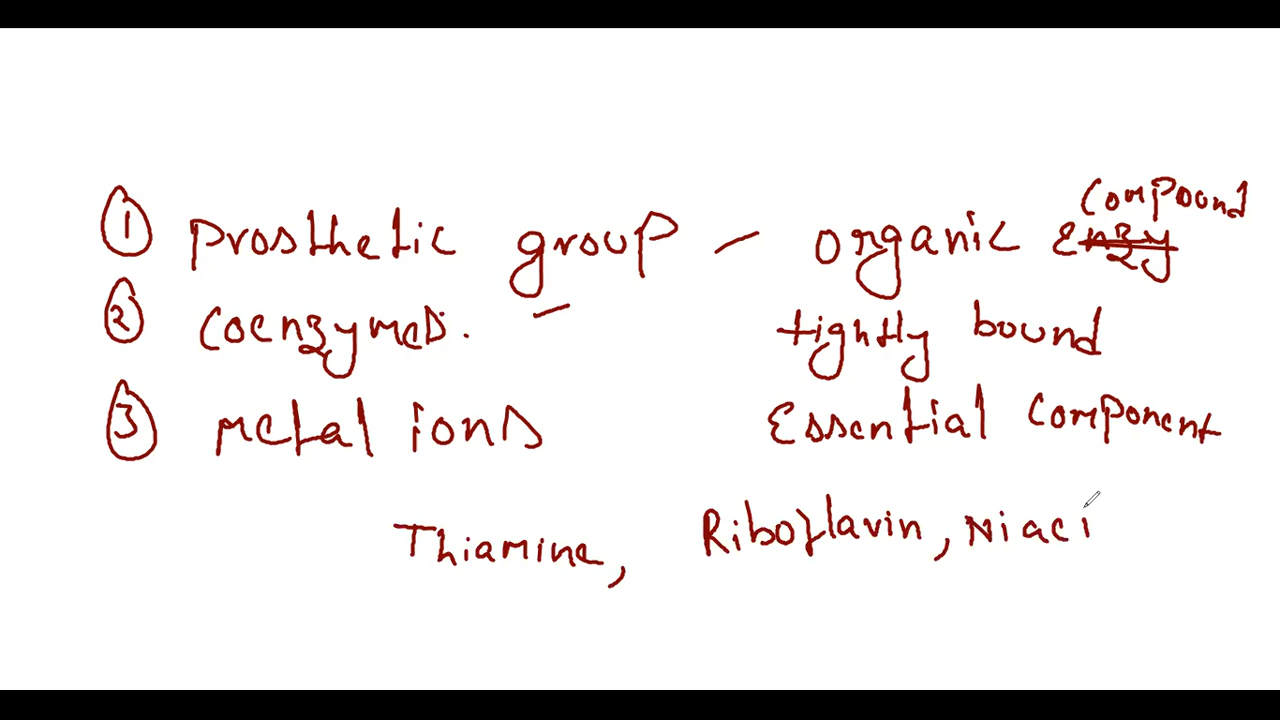 ① Prosthetic group – organic Enzy compound
② Coenzymes. – tightly bound
③ metal ions Essential component
Thiamine, Riboflavin, Niaci